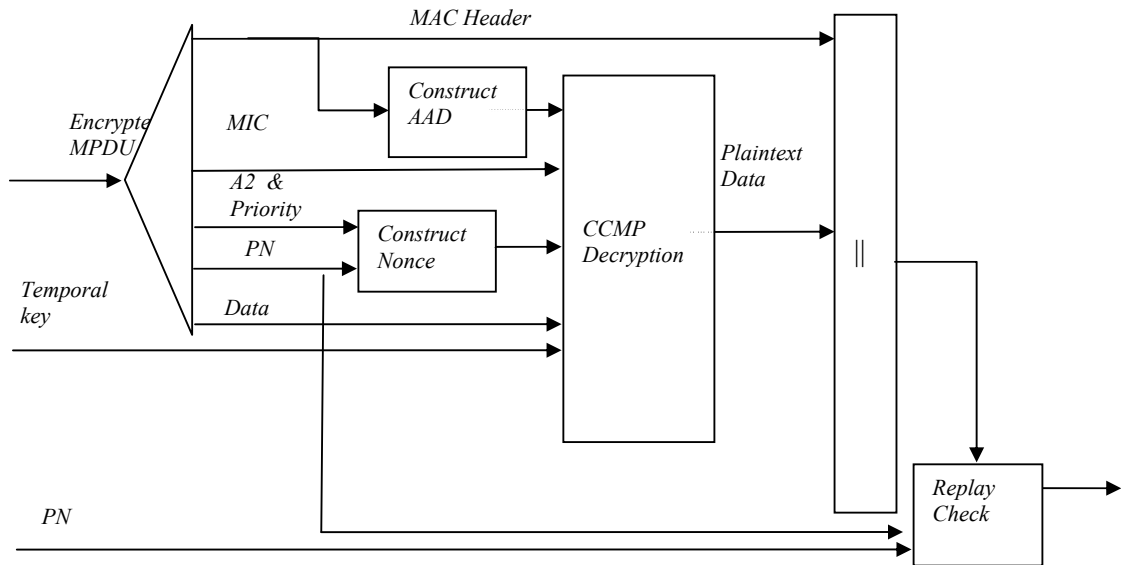 MAC Header
Construct
AAD
Encrypte
MPDU
MIC
Plaintext
Data
A2 &
Priority
Construct
Nonce
CCMP
Decryption
||
PN
Temporal
key
Data
Replay
Check
PN